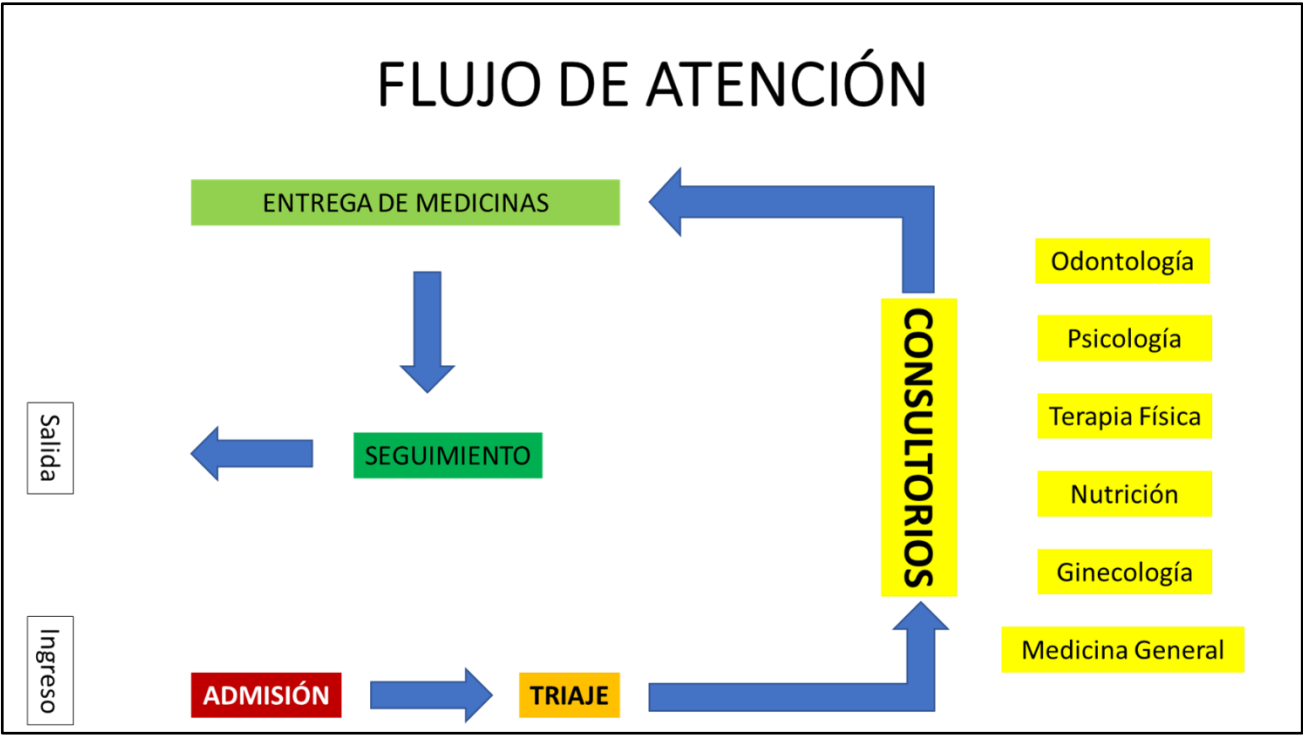 FLUJO DE ATENCIÓN
ENTREGA DE MEDICINAS
Odontología
Psicología
Terapia Física
Nutrición
Ginecología
Medicina General
CONSULTORIOS
SEGUIMIENTO
Salida
Ingreso
ADMISIÓN
TRIAJE